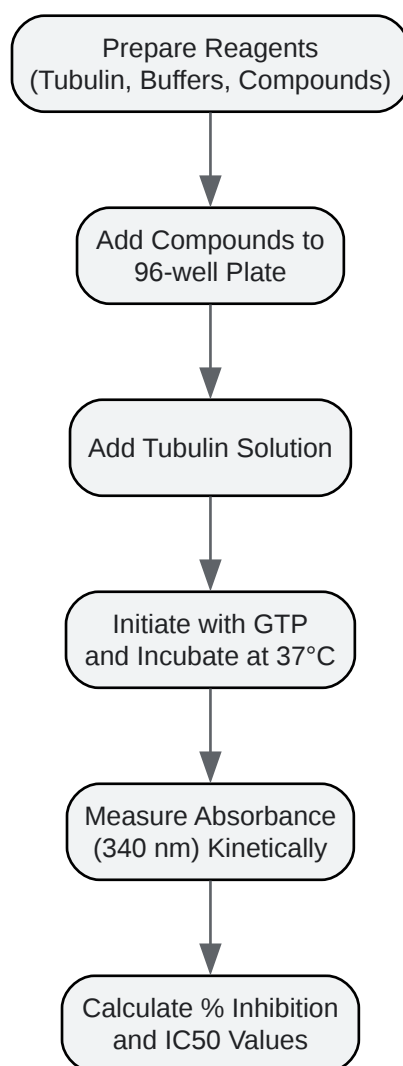 Prepare Reagents
(Tubulin, Buffers, Compounds)
Add Compounds to
96-well Plate
Add Tubulin Solution
Initiate with GTP
and Incubate at 37°C
Measure Absorbance
(340 nm) Kinetically
Calculate % Inhibition
and IC50 Values